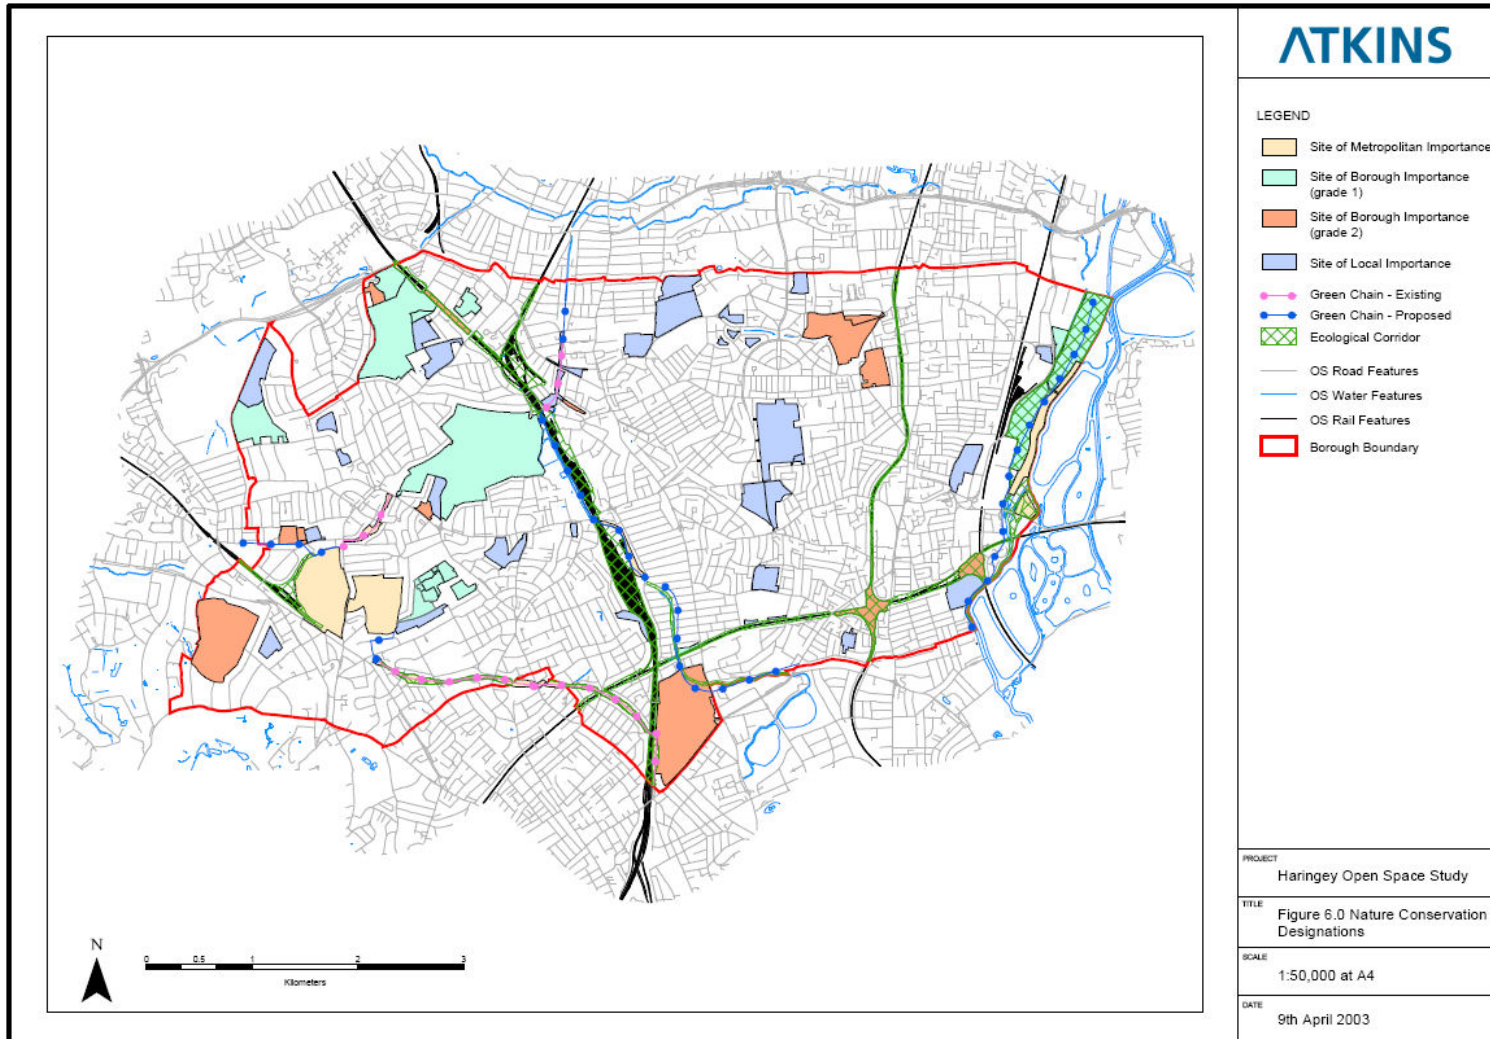 ATKINS
LEGEND
Site of Metropolitan Importance
Site of Borough Importance
(grade 1)
Site of Borough Importance
(grade 2)
Site of Local Importance
Green Chain - Existing
Green Chain - Proposed
Ecological Corridor
OS Road Features
OS Water Features
OS Rail Features
Borough Boundary
N
0 0.5 1 2 3
Kilometers
PROJECT
Haringey Open Space Study
TITLE
Figure 6.0 Nature Conservation
Designations
SCALE
1:50,000 at A4
DATE
9th April 2003